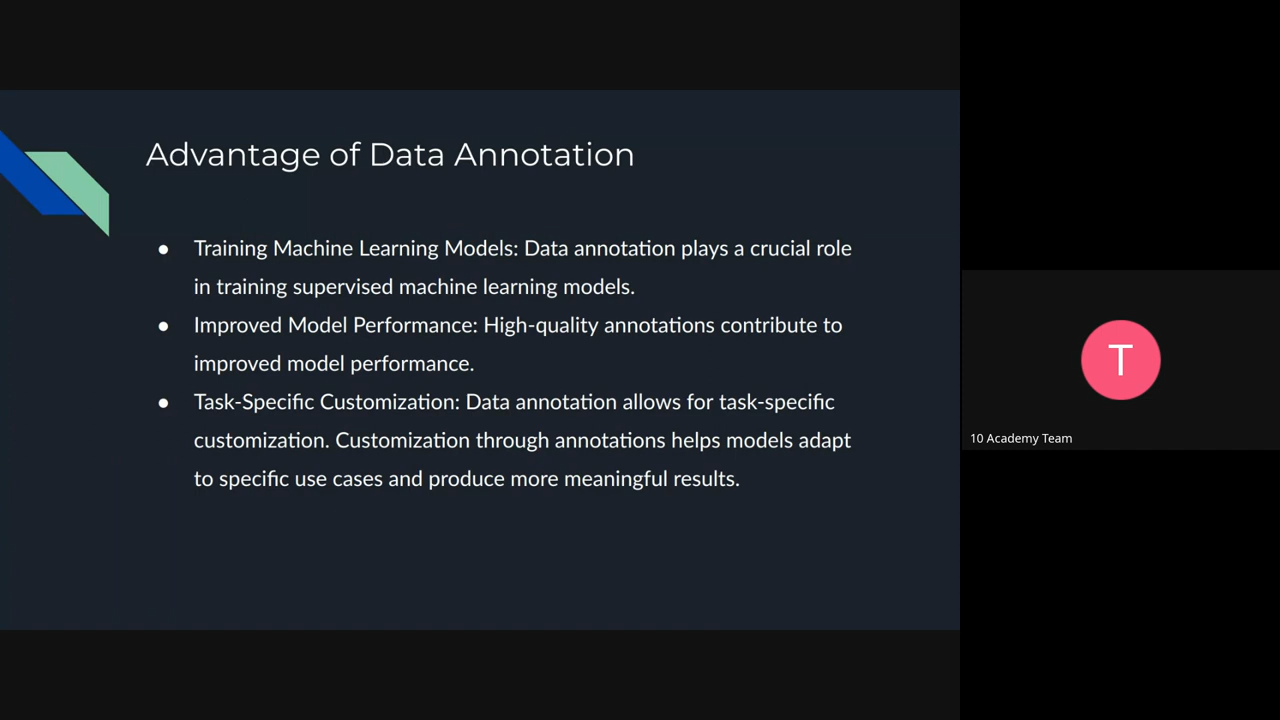 Advantage of Data Annotation
● Training Machine Learning Models: Data annotation plays a crucial role
in training supervised machine learning models.
● Improved Model Performance: High-quality annotations contribute to
improved model performance.
● Task-Specific Customization: Data annotation allows for task-specific
customization. Customization through annotations helps models adapt
to specific use cases and produce more meaningful results.
T
10 Academy Team